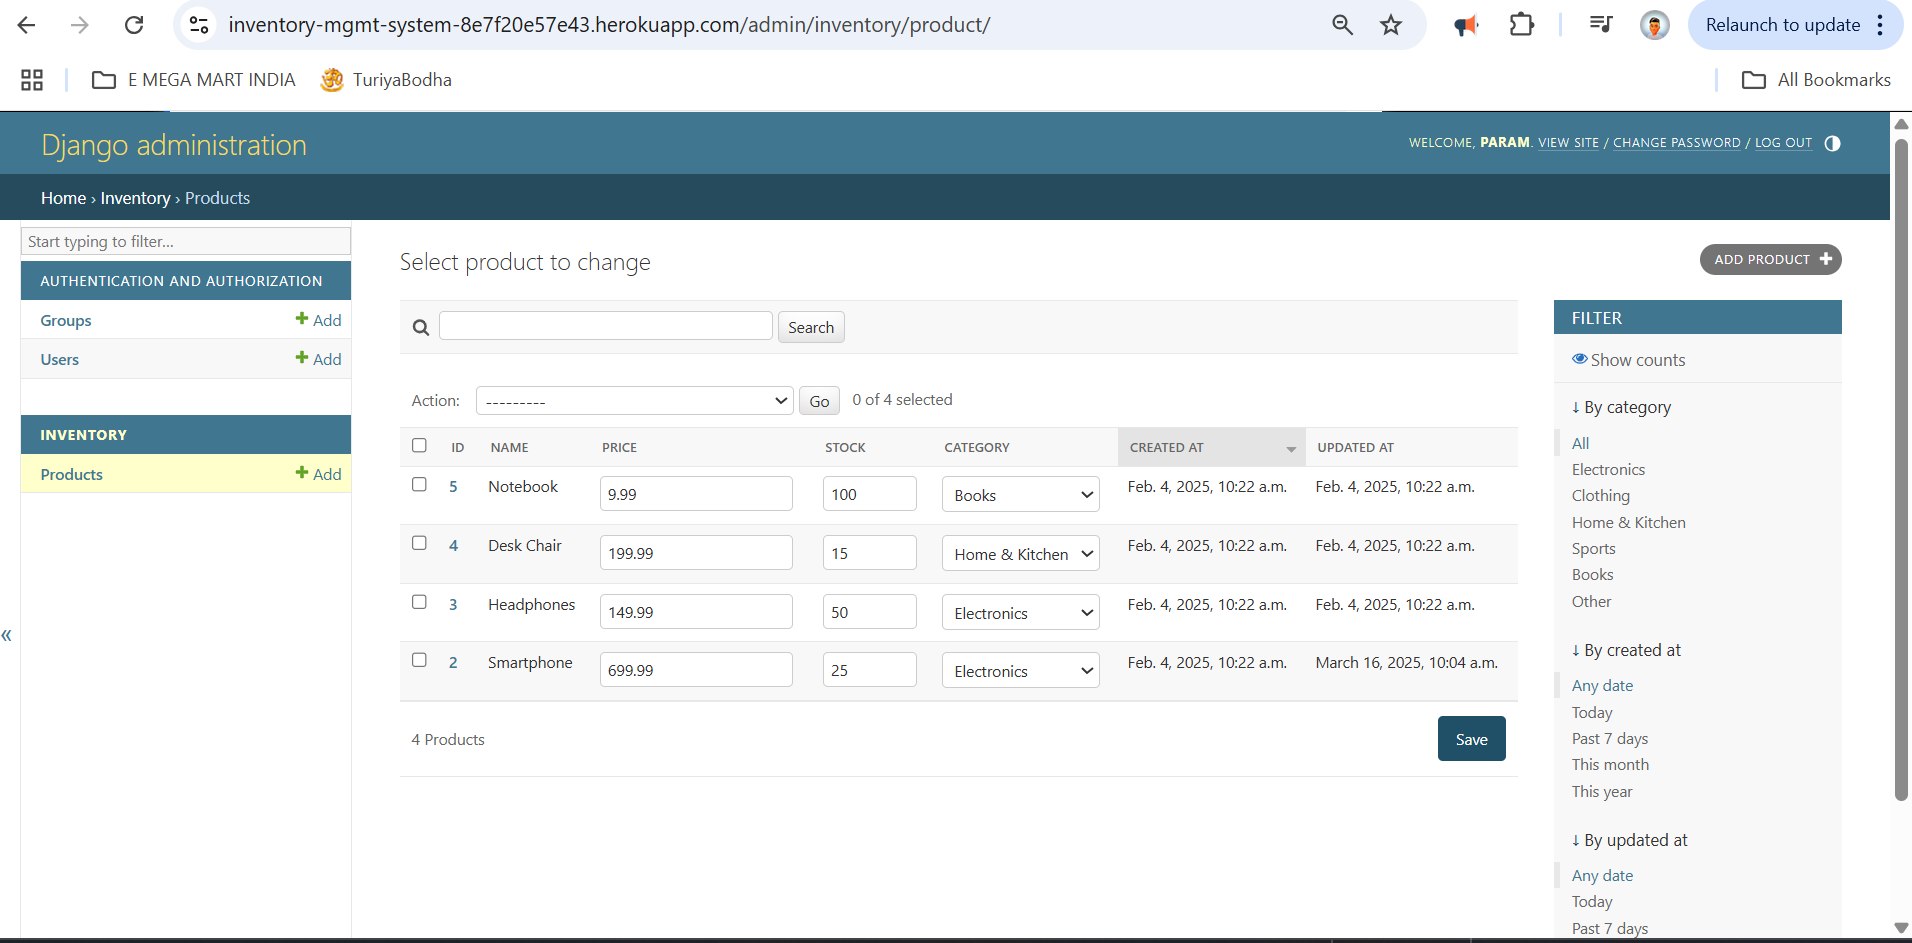 inventory-mgmt-system-8e7f20e57e43.herokuapp.com/admin/inventory/product/
Relaunch to update
E MEGA MART INDIA
TuriyaBodha
All Bookmarks
Django administration
WELCOME, PARAM. VIEW SITE / CHANGE PASSWORD / LOG OUT
Home › Inventory › Products
Start typing to filter...
AUTHENTICATION AND AUTHORIZATION
Groups + Add
Users + Add
INVENTORY
Products + Add
«
Select product to change
ADD PRODUCT +
Search
Action: --------- Go 0 of 4 selected
ID NAME PRICE STOCK CATEGORY CREATED AT UPDATED AT
5 Notebook 9.99 100 Books Feb. 4, 2025, 10:22 a.m. Feb. 4, 2025, 10:22 a.m.
4 Desk Chair 199.99 15 Home & Kitchen Feb. 4, 2025, 10:22 a.m. Feb. 4, 2025, 10:22 a.m.
3 Headphones 149.99 50 Electronics Feb. 4, 2025, 10:22 a.m. Feb. 4, 2025, 10:22 a.m.
2 Smartphone 699.99 25 Electronics Feb. 4, 2025, 10:22 a.m. March 16, 2025, 10:04 a.m.
4 Products
Save
FILTER
Show counts
↓ By category
All
Electronics
Clothing
Home & Kitchen
Sports
Books
Other
↓ By created at
Any date
Today
Past 7 days
This month
This year
↓ By updated at
Any date
Today
Past 7 days